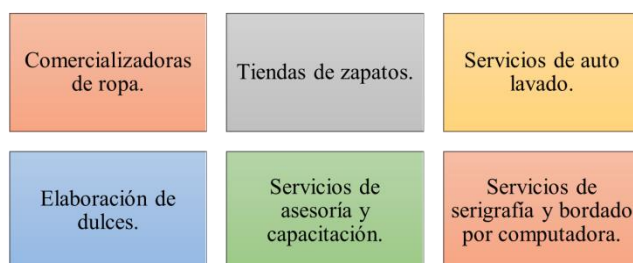 Comercializadoras
de ropa.
Tiendas de zapatos.
Servicios de auto
lavado.
Elaboración de
dulces.
Servicios de
asesoría y
capacitación.
Servicios de
serigrafía y bordado
por computadora.